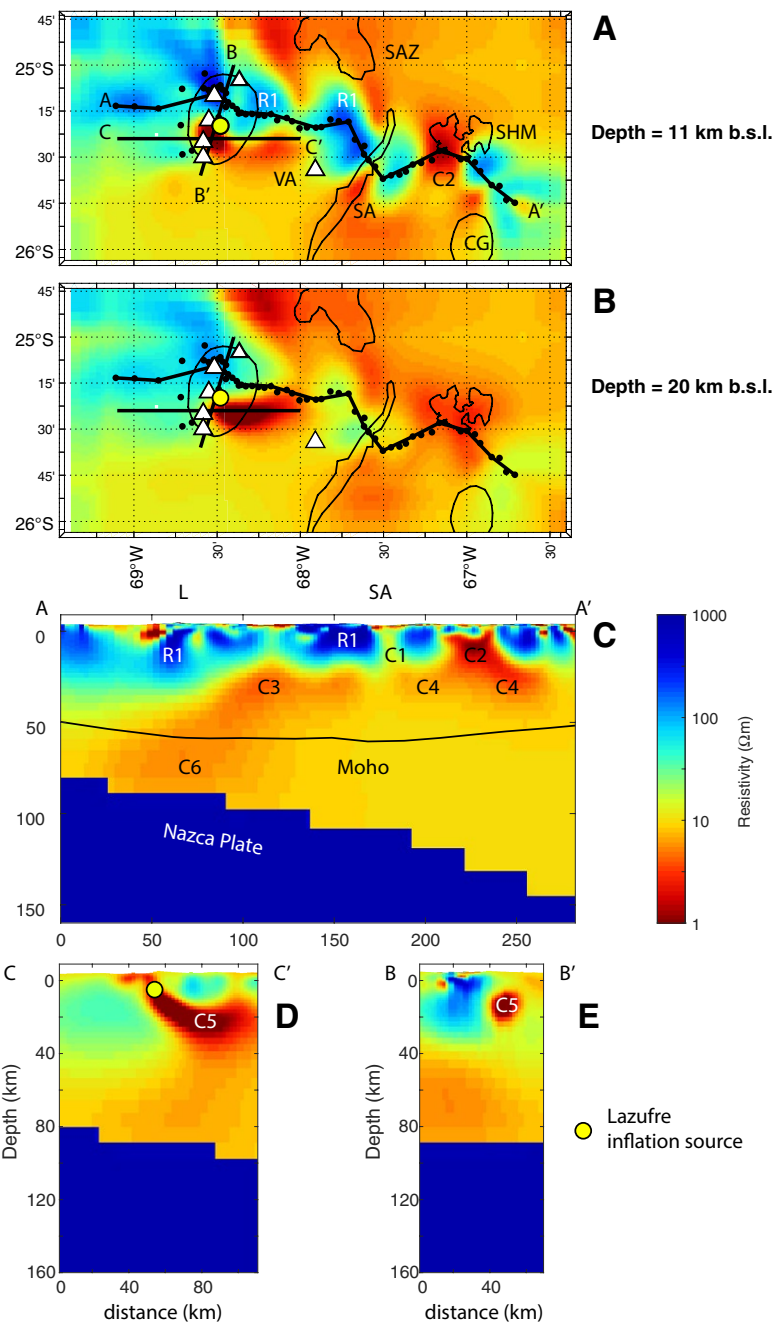 45'
25°S
15'
30'
45'
26°S
A
B
C
B'
C'
A'
R1
R1
SAZ
SHM
VA
SA
C2
CG
A
Depth = 11 km b.s.l.
45'
25°S
15'
30'
45'
26°S
B
Depth = 20 km b.s.l.
69°W
30'
68°W
30'
67°W
30'
L
SA
A
A'
0
50
100
150
R1
R1
C1
C2
C3
C4
C4
C6
Moho
Nazca Plate
C
0
50
100
150
200
250
1000
100
10
1
Resistivity (Ωm)
C
C'
0
40
80
120
160
Depth (km)
C5
D
0
40
80
distance (km)
B
B'
0
40
80
120
160
Depth (km)
C5
E
0
40
distance (km)
Lazufre
inflation source